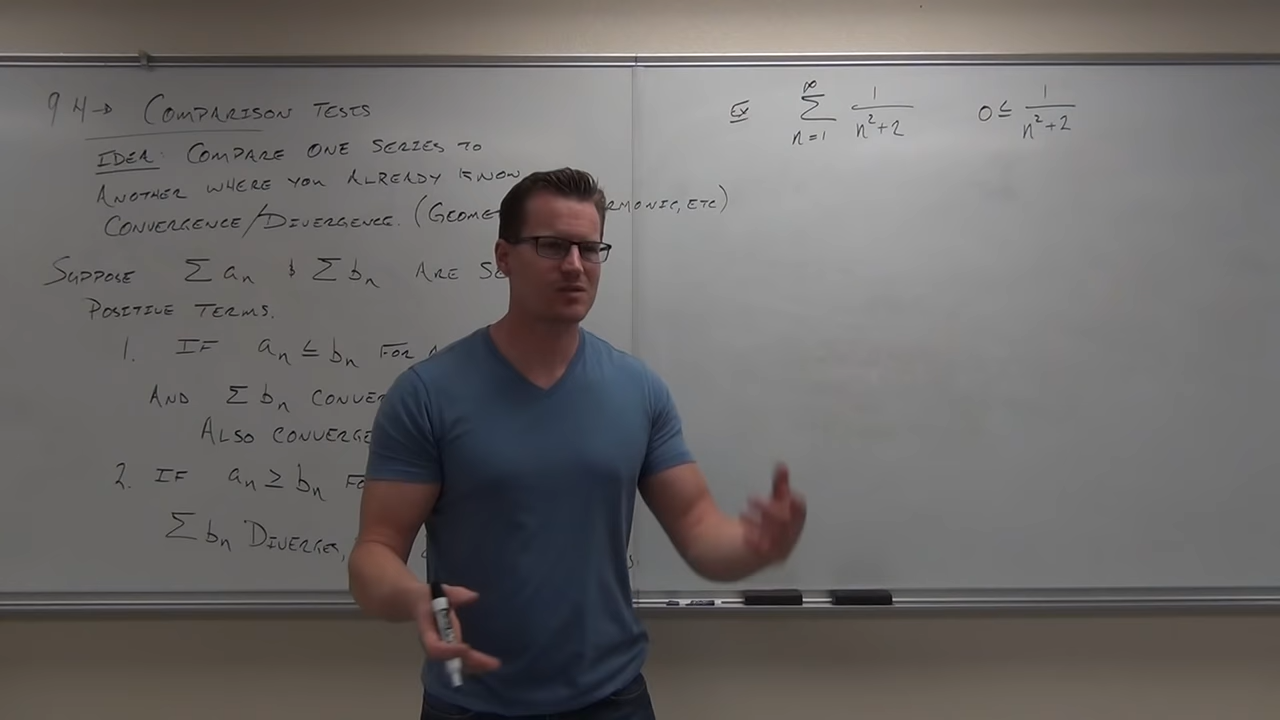 9.4→ COMPARISON TESTS
IDEA: COMPARE ONE SERIES TO
ANOTHER WHERE YOU ALREADY KNOW
CONVERGENCE/DIVERGENCE. (GEOME RMONIC, ETC)
SUPPOSE Σ aₙ & Σ bₙ ARE SE
POSITIVE TERMS.
1. IF aₙ ≤ bₙ FOR
AND Σ bₙ CONVER
ALSO CONVERGE
2. IF aₙ ≥ bₙ FO
Σ bₙ DIVERGES,
Ex ∞ Σ n=1 1/(n²+2) 0 ≤ 1/(n²+2)